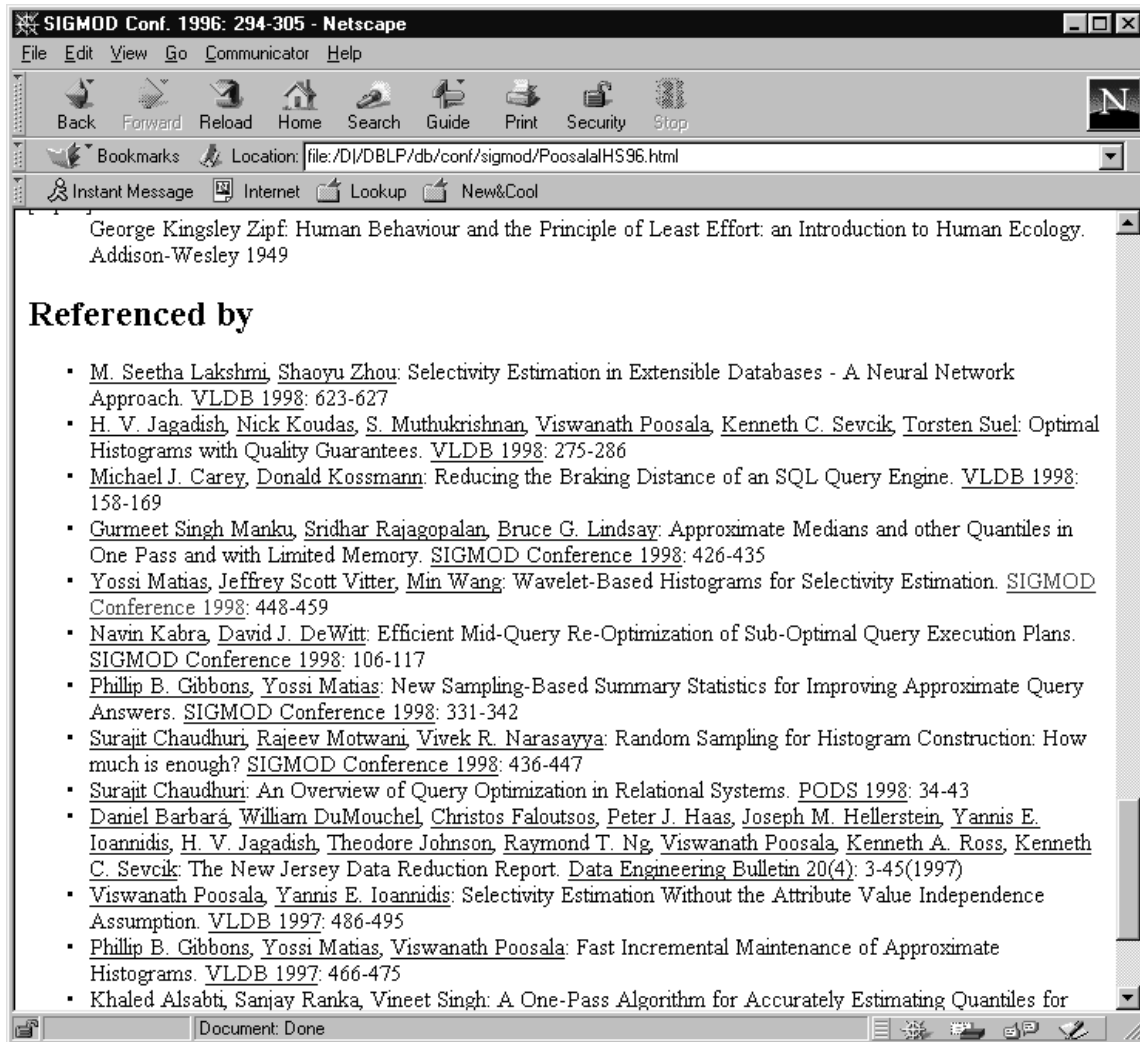 SIGMOD Conf. 1996: 294-305 - Netscape
File Edit View Go Communicator Help
Back Forward Reload Home Search Guide Print Security Stop
N
Bookmarks Location: file:/D|/DBLP/db/conf/sigmod/PoosalaIHS96.html
Instant Message Internet Lookup New&Cool
George Kingsley Zipf: Human Behaviour and the Principle of Least Effort: an Introduction to Human Ecology.
Addison-Wesley 1949
Referenced by
M. Seetha Lakshmi, Shaoyu Zhou: Selectivity Estimation in Extensible Databases - A Neural Network
Approach. VLDB 1998: 623-627
H. V. Jagadish, Nick Koudas, S. Muthukrishnan, Viswanath Poosala, Kenneth C. Sevcik, Torsten Suel: Optimal
Histograms with Quality Guarantees. VLDB 1998: 275-286
Michael J. Carey, Donald Kossmann: Reducing the Braking Distance of an SQL Query Engine. VLDB 1998:
158-169
Gurmeet Singh Manku, Sridhar Rajagopalan, Bruce G. Lindsay: Approximate Medians and other Quantiles in
One Pass and with Limited Memory. SIGMOD Conference 1998: 426-435
Yossi Matias, Jeffrey Scott Vitter, Min Wang: Wavelet-Based Histograms for Selectivity Estimation. SIGMOD
Conference 1998: 448-459
Navin Kabra, David J. DeWitt: Efficient Mid-Query Re-Optimization of Sub-Optimal Query Execution Plans.
SIGMOD Conference 1998: 106-117
Phillip B. Gibbons, Yossi Matias: New Sampling-Based Summary Statistics for Improving Approximate Query
Answers. SIGMOD Conference 1998: 331-342
Surajit Chaudhuri, Rajeev Motwani, Vivek R. Narasayya: Random Sampling for Histogram Construction: How
much is enough? SIGMOD Conference 1998: 436-447
Surajit Chaudhuri: An Overview of Query Optimization in Relational Systems. PODS 1998: 34-43
Daniel Barbará, William DuMouchel, Christos Faloutsos, Peter J. Haas, Joseph M. Hellerstein, Yannis E.
Ioannidis, H. V. Jagadish, Theodore Johnson, Raymond T. Ng, Viswanath Poosala, Kenneth A. Ross, Kenneth
C. Sevcik: The New Jersey Data Reduction Report. Data Engineering Bulletin 20(4): 3-45(1997)
Viswanath Poosala, Yannis E. Ioannidis: Selectivity Estimation Without the Attribute Value Independence
Assumption. VLDB 1997: 486-495
Phillip B. Gibbons, Yossi Matias, Viswanath Poosala: Fast Incremental Maintenance of Approximate
Histograms. VLDB 1997: 466-475
Khaled Alsabti, Sanjay Ranka, Vineet Singh: A One-Pass Algorithm for Accurately Estimating Quantiles for
Document: Done